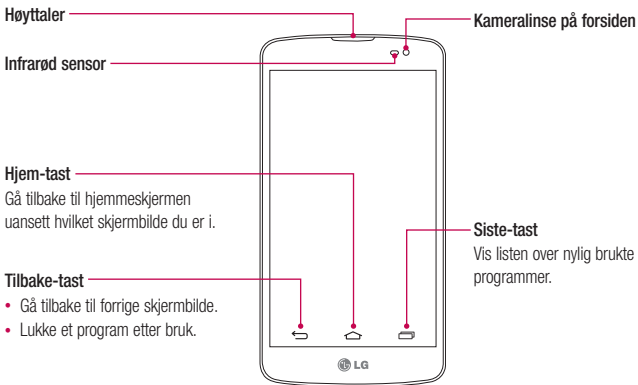 Høyttaler
Infrarød sensor
Kameralinse på forsiden
Hjem-tast
Gå tilbake til hjemmeskjermen
uansett hvilket skjermbilde du er i.
Tilbake-tast
• Gå tilbake til forrige skjermbilde.
• Lukke et program etter bruk.
Siste-tast
Vis listen over nylig brukte
programmer.
LG